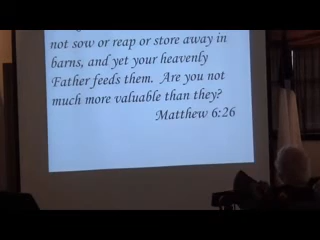 not sow or reap or store away in
barns, and yet your heavenly
Father feeds them. Are you not
much more valuable than they?
Matthew 6:26